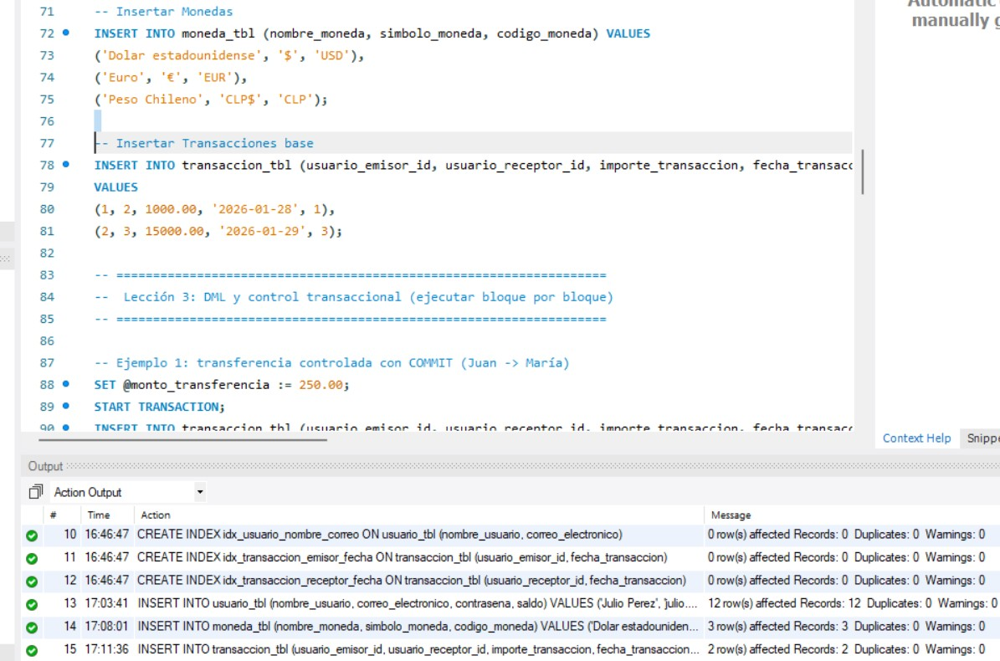 Automatic
manually g
71 -- Insertar Monedas
72 INSERT INTO moneda_tbl (nombre_moneda, simbolo_moneda, codigo_moneda) VALUES
73 ('Dolar estadounidense', '$', 'USD'),
74 ('Euro', '€', 'EUR'),
75 ('Peso Chileno', 'CLP$', 'CLP');
76
77 -- Insertar Transacciones base
78 INSERT INTO transaccion_tbl (usuario_emisor_id, usuario_receptor_id, importe_transaccion, fecha_transacc
79 VALUES
80 (1, 2, 1000.00, '2026-01-28', 1),
81 (2, 3, 15000.00, '2026-01-29', 3);
82
83 -- ====================================================================
84 -- Lección 3: DML y control transaccional (ejecutar bloque por bloque)
85 -- ====================================================================
86
87 -- Ejemplo 1: transferencia controlada con COMMIT (Juan -> María)
88 SET @monto_transferencia := 250.00;
89 START TRANSACTION;
90 INSERT INTO transaccion_tbl (usuario_emisor_id, usuario_receptor_id, importe_transaccion, fecha_transacc
Context Help Snippe
Output
Action Output
# Time Action Message
10 16:46:47 CREATE INDEX idx_usuario_nombre_correo ON usuario_tbl (nombre_usuario, correo_electronico) 0 row(s) affected Records: 0 Duplicates: 0 Warnings: 0
11 16:46:47 CREATE INDEX idx_transaccion_emisor_fecha ON transaccion_tbl (usuario_emisor_id, fecha_transaccion) 0 row(s) affected Records: 0 Duplicates: 0 Warnings: 0
12 16:46:47 CREATE INDEX idx_transaccion_receptor_fecha ON transaccion_tbl (usuario_receptor_id, fecha_transaccion) 0 row(s) affected Records: 0 Duplicates: 0 Warnings: 0
13 17:03:41 INSERT INTO usuario_tbl (nombre_usuario, correo_electronico, contrasena, saldo) VALUES ('Julio Perez', 'julio.... 12 row(s) affected Records: 12 Duplicates: 0 Warnings: 0
14 17:08:01 INSERT INTO moneda_tbl (nombre_moneda, simbolo_moneda, codigo_moneda) VALUES ('Dolar estadouniden... 3 row(s) affected Records: 3 Duplicates: 0 Warnings: 0
15 17:11:36 INSERT INTO transaccion_tbl (usuario_emisor_id, usuario_receptor_id, importe_transaccion, fecha_transaccion... 2 row(s) affected Records: 2 Duplicates: 0 Warnings: 0